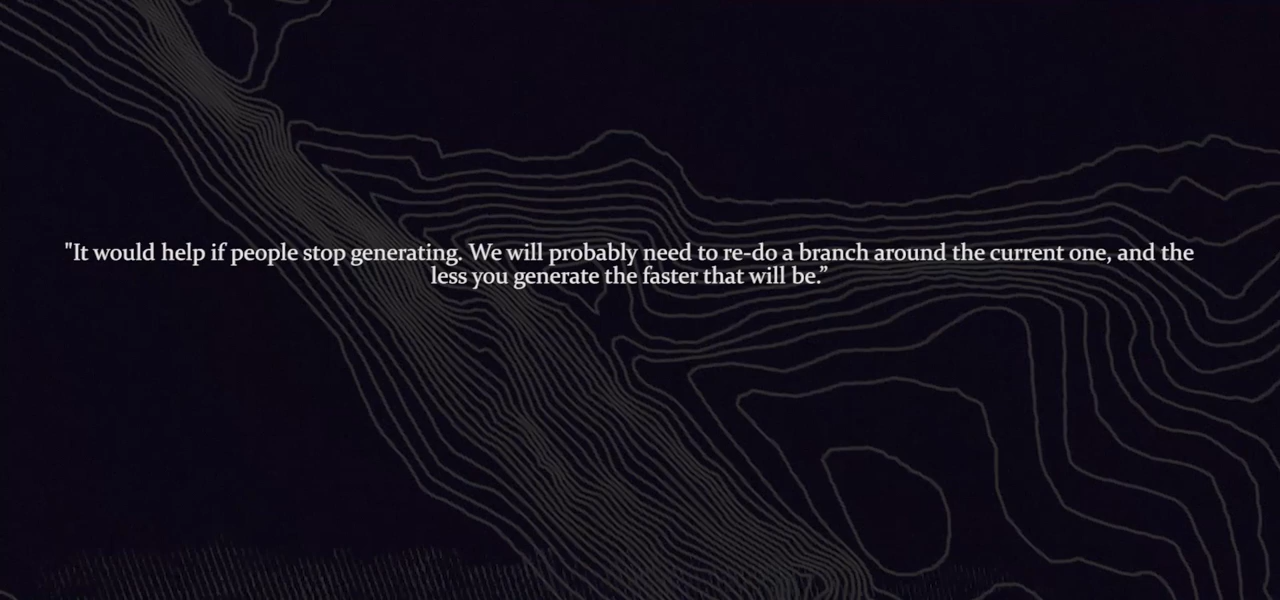 "It would help if people stop generating. We will probably need to re-do a branch around the current one, and the
less you generate the faster that will be.”